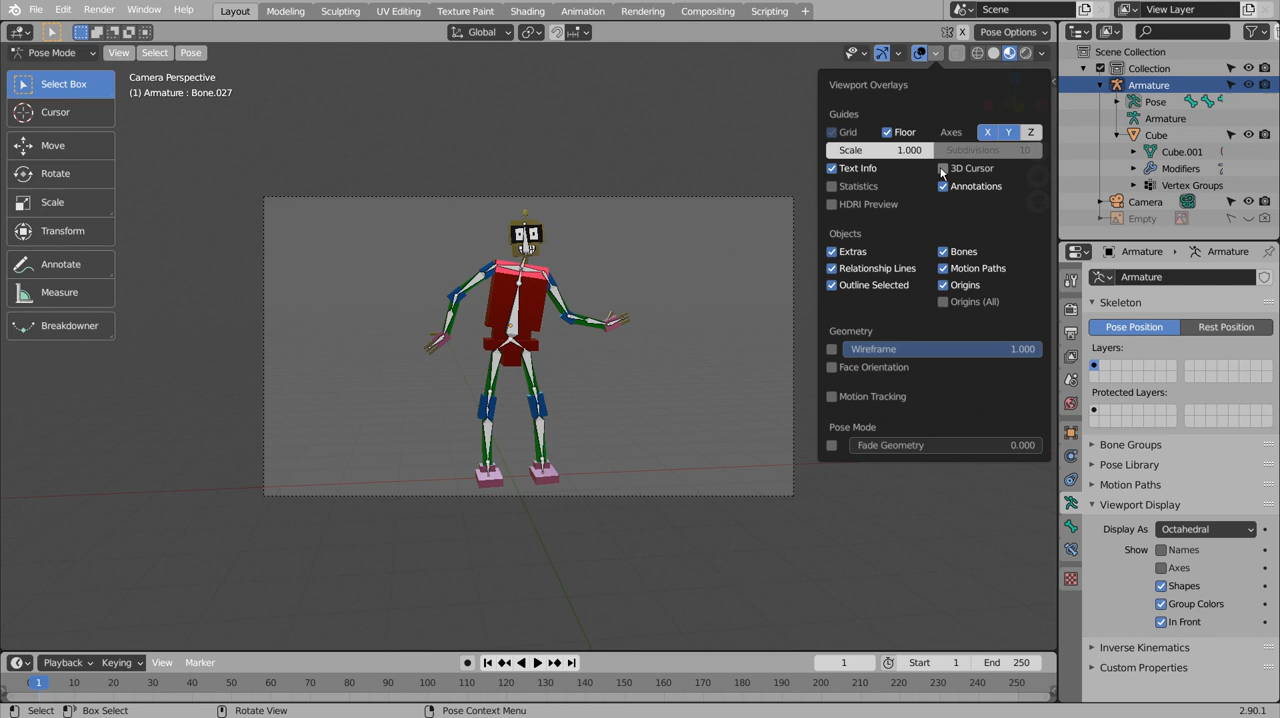 File Edit Render Window Help Layout Modeling Sculpting UV Editing Texture Paint Shading Animation Rendering Compositing Scripting + Scene View Layer
Global X Pose Options
Pose Mode View Select Pose
Select Box
Cursor
Move
Rotate
Scale
Transform
Annotate
Measure
Breakdowner
Camera Perspective
(1) Armature : Bone.027
Viewport Overlays
Guides
Grid Floor Axes X Y Z
Scale 1.000 Subdivisions 10
Text Info 3D Cursor
Statistics Annotations
HDRI Preview
Objects
Extras Bones
Relationship Lines Motion Paths
Outline Selected Origins
Origins (All)
Geometry
Wireframe 1.000
Face Orientation
Motion Tracking
Pose Mode
Fade Geometry 0.000
Scene Collection
Collection
Armature
Pose
Armature
Cube
Cube.001
Modifiers
Vertex Groups
Camera
Empty
Armature Armature
Armature
Skeleton
Pose Position Rest Position
Layers:
Protected Layers:
Bone Groups
Pose Library
Motion Paths
Viewport Display
Display As Octahedral
Show Names
Axes
Shapes
Group Colors
In Front
Inverse Kinematics
Custom Properties
Playback Keying View Marker 1 Start 1 End 250
1 10 20 30 40 50 60 70 80 90 100 110 120 130 140 150 160 170 180 190 200 210 220 230 240 250
Select Box Select Rotate View Pose Context Menu 2.90.1